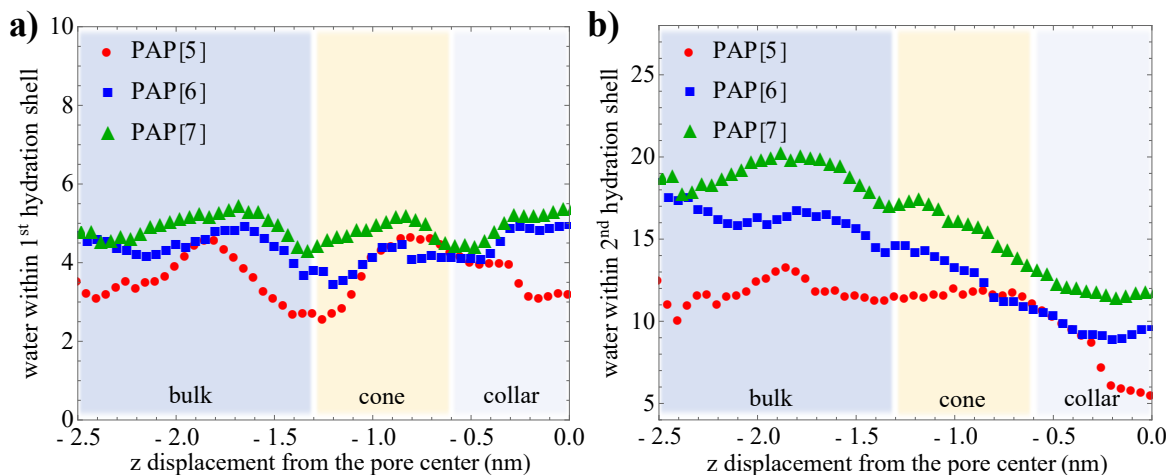 a)
10
8
6
4
2
0
water within 1st hydration shell
PAP[5]
PAP[6]
PAP[7]
bulk
cone
collar
- 2.5
- 2.0
- 1.5
- 1.0
- 0.5
0.0
z displacement from the pore center (nm)
b)
25
20
15
10
5
water within 2nd hydration shell
PAP[5]
PAP[6]
PAP[7]
bulk
cone
collar
- 2.5
- 2.0
- 1.5
- 1.0
- 0.5
0.0
z displacement from the pore center (nm)